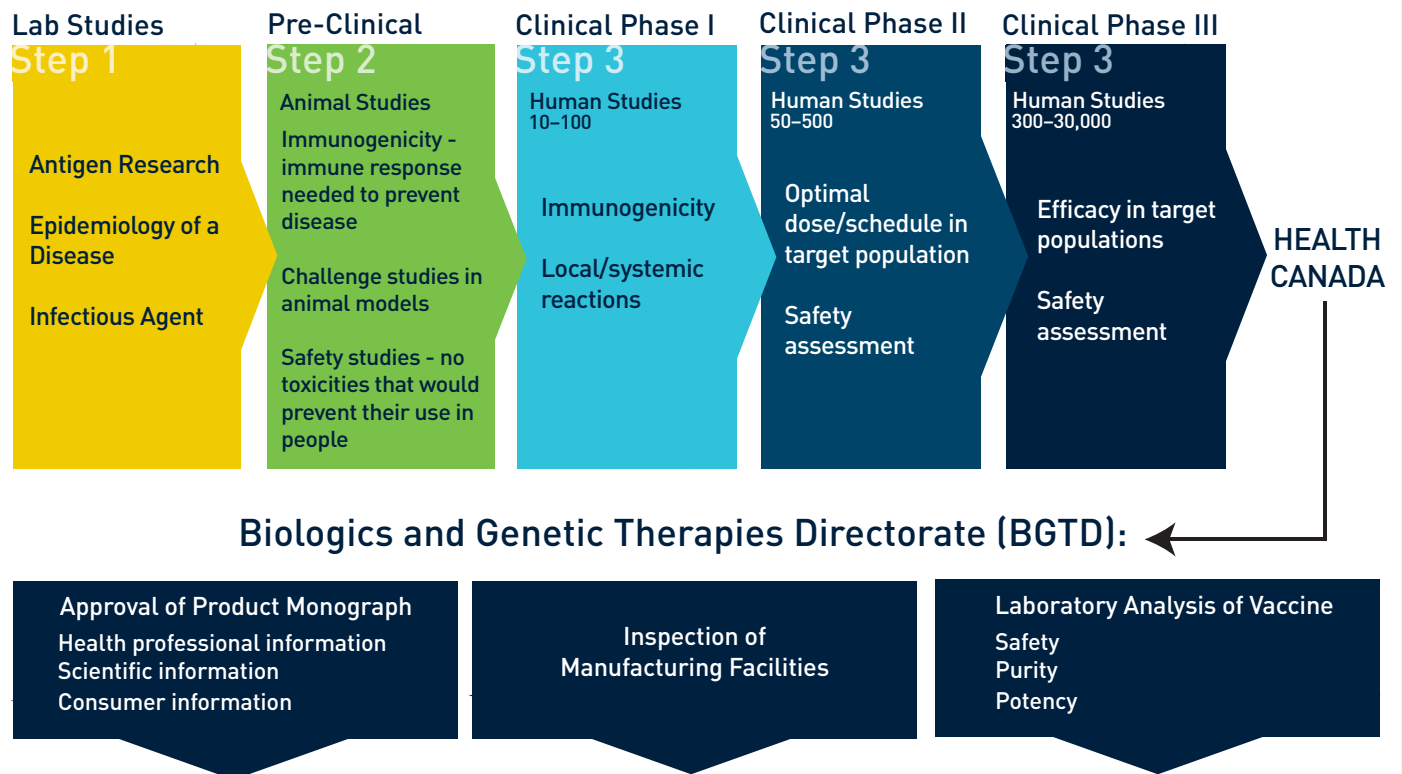 Lab Studies
Step 1
Antigen Research
Epidemiology of a
Disease
Infectious Agent
Pre-Clinical
Step 2
Animal Studies
Immunogenicity -
immune response
needed to prevent
disease
Challenge studies in
animal models
Safety studies - no
toxicities that would
prevent their use in
people
Clinical Phase I
Step 3
Human Studies
10–100
Immunogenicity
Local/systemic
reactions
Clinical Phase II
Step 3
Human Studies
50–500
Optimal
dose/schedule in
target population
Safety
assessment
Clinical Phase III
Step 3
Human Studies
300–30,000
Efficacy in target
populations
Safety
assessment
HEALTH
CANADA
Biologics and Genetic Therapies Directorate (BGTD):
Approval of Product Monograph
Health professional information
Scientific information
Consumer information
Inspection of
Manufacturing Facilities
Laboratory Analysis of Vaccine
Safety
Purity
Potency